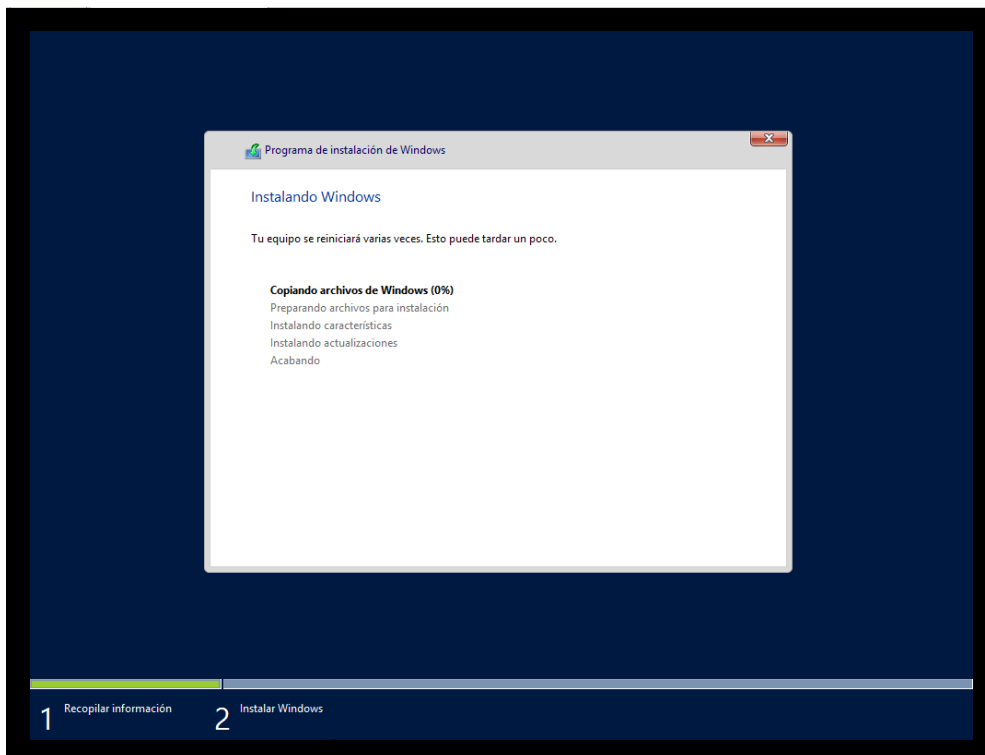 Programa de instalación de Windows
Instalando Windows
Tu equipo se reiniciará varias veces. Esto puede tardar un poco.
Copiando archivos de Windows (0%)
Preparando archivos para instalación
Instalando características
Instalando actualizaciones
Acabando
1 Recopilar información
2 Instalar Windows